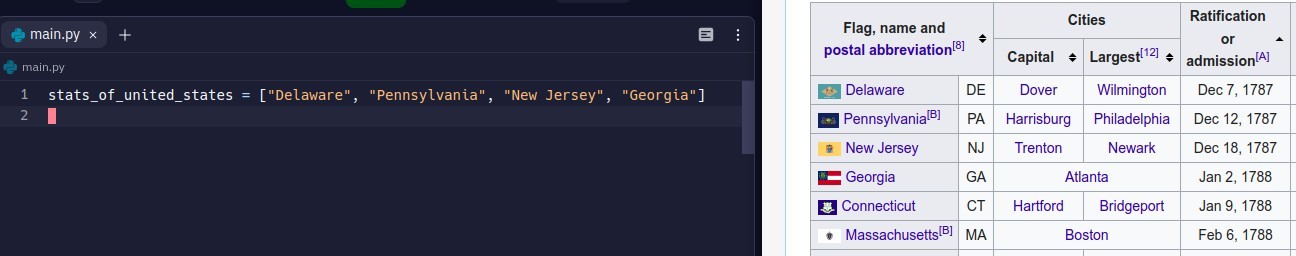 main.py × +
main.py
1 stats_of_united_states = ["Delaware", "Pennsylvania", "New Jersey", "Georgia"]
2
Flag, name and
postal abbreviation[8]
Cities
Capital Largest[12]
Ratification
or
admission[A]
Delaware DE Dover Wilmington Dec 7, 1787
Pennsylvania[B] PA Harrisburg Philadelphia Dec 12, 1787
New Jersey NJ Trenton Newark Dec 18, 1787
Georgia GA Atlanta Jan 2, 1788
Connecticut CT Hartford Bridgeport Jan 9, 1788
Massachusetts[B] MA Boston Feb 6, 1788